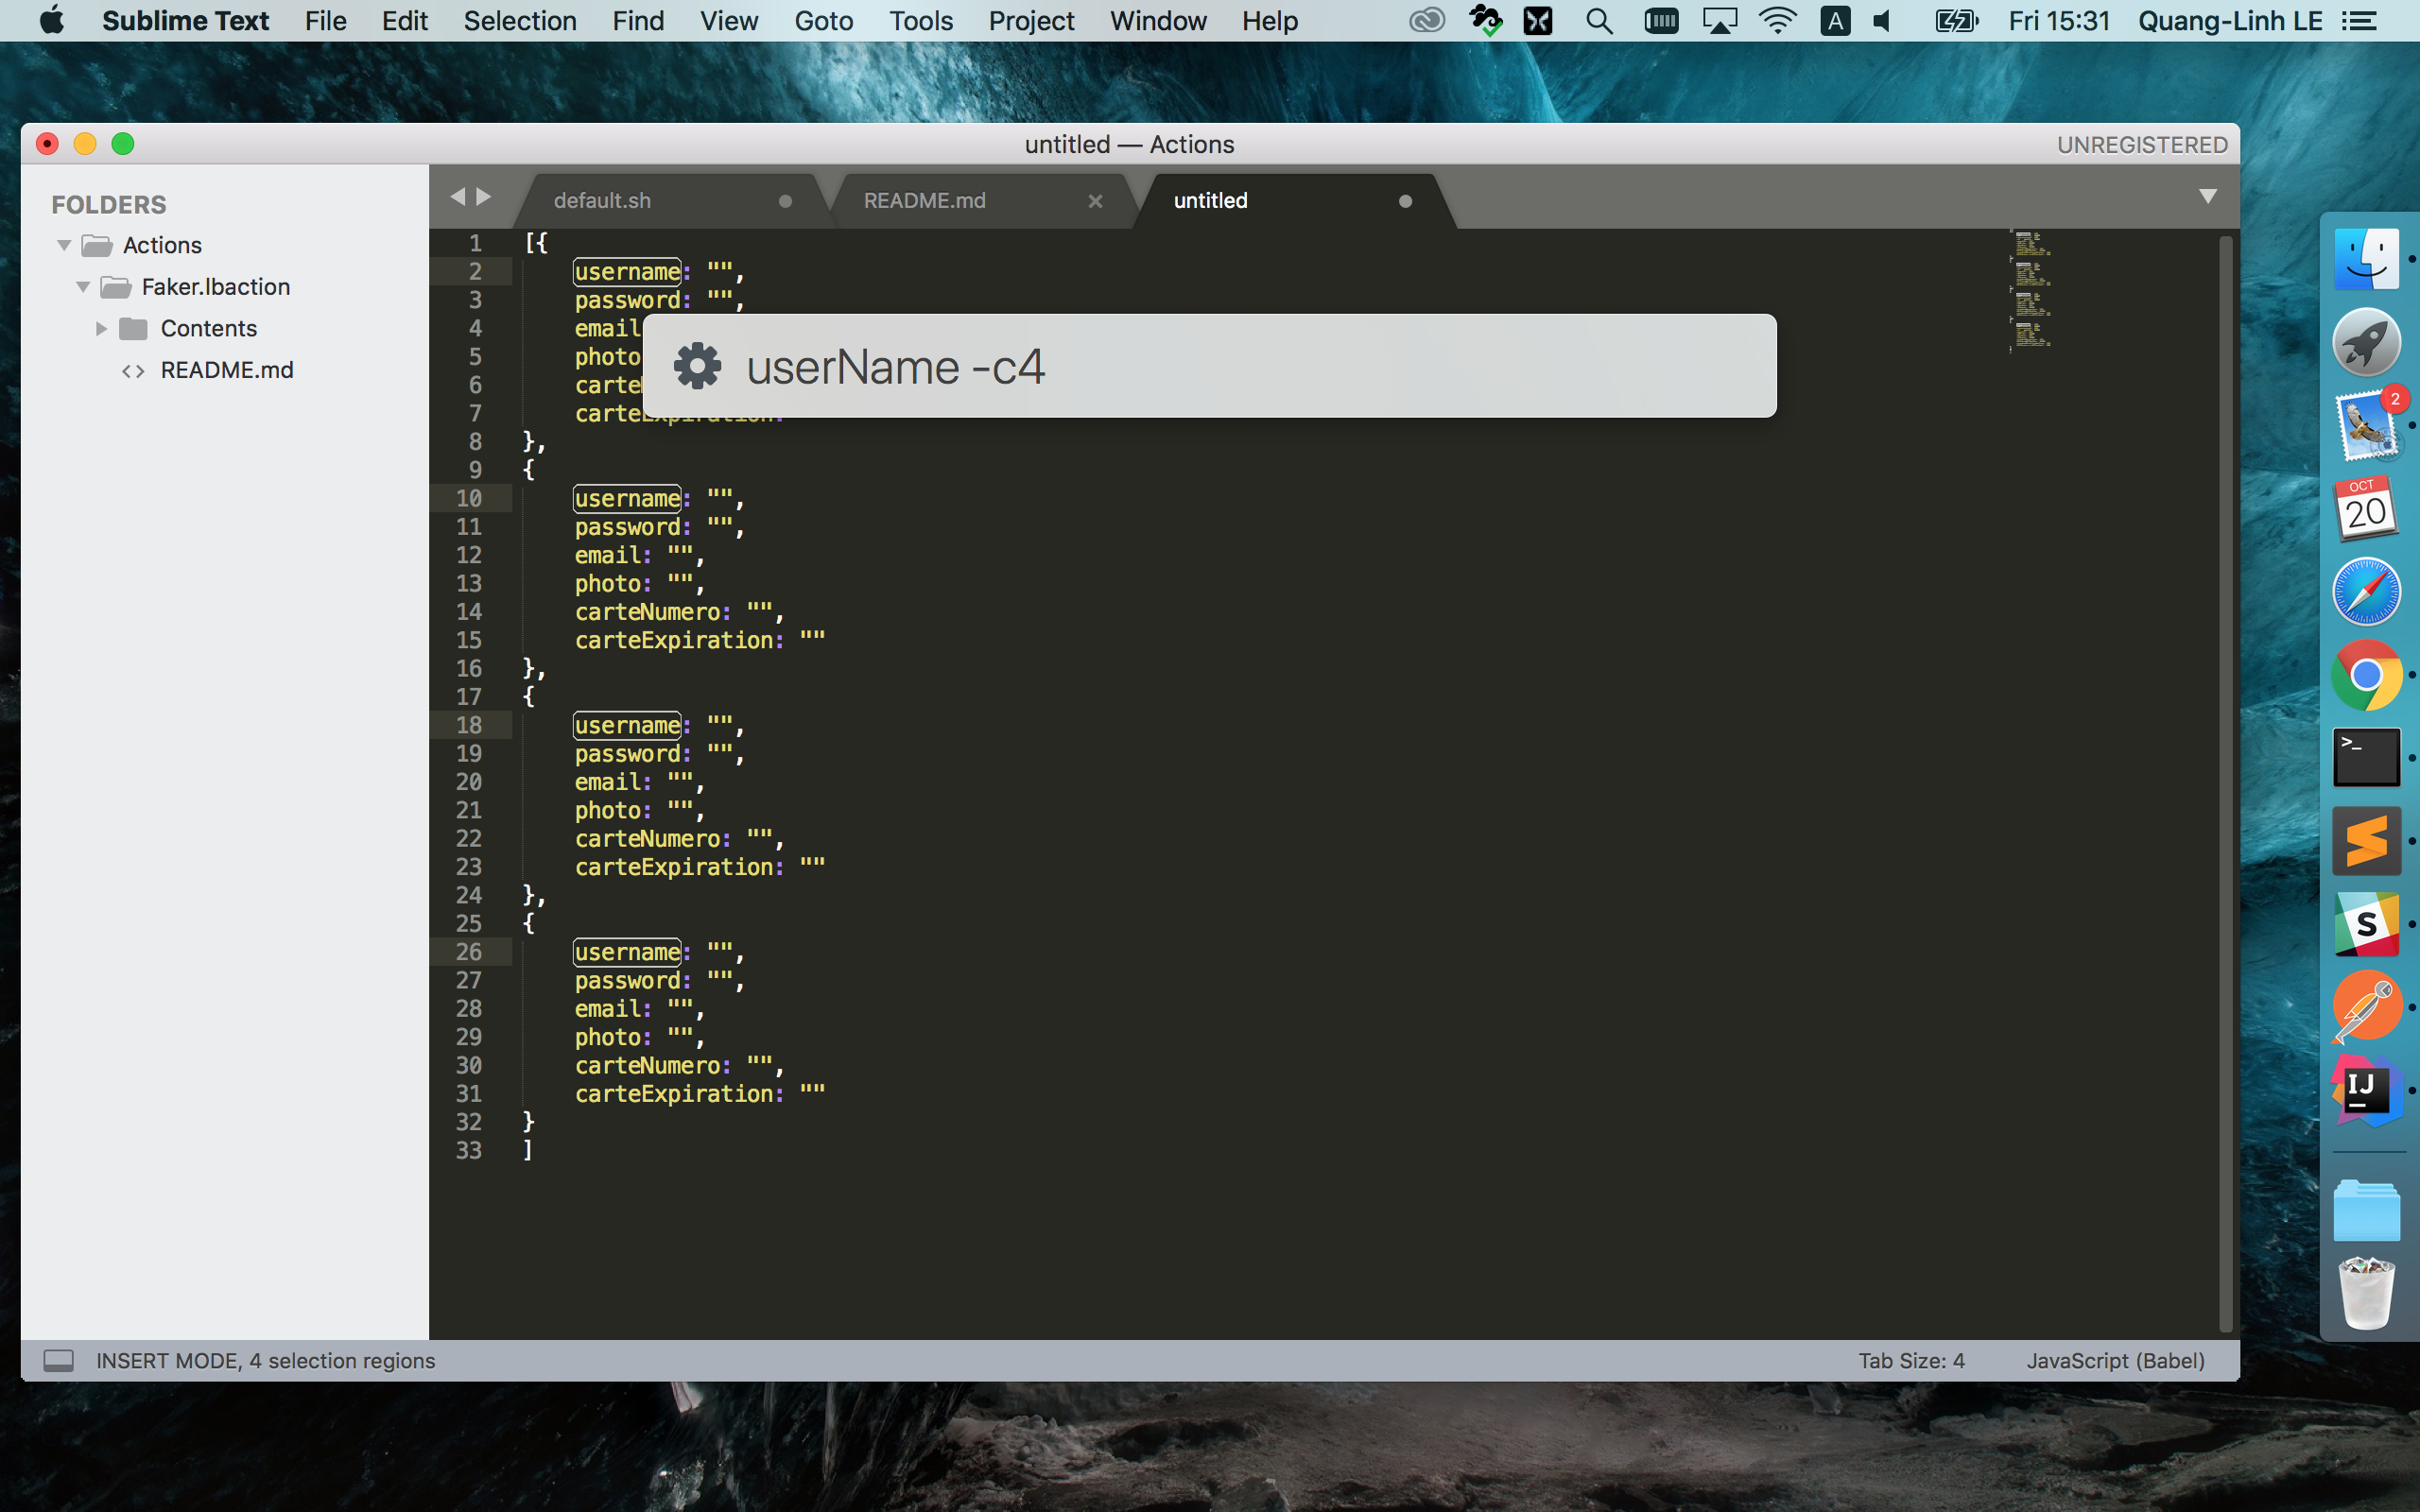 Sublime Text File Edit Selection Find View Goto Tools Project Window Help A Fri 15:31 Quang-Linh LE
untitled — Actions UNREGISTERED
FOLDERS
Actions
Faker.lbaction
Contents
<> README.md
default.sh README.md untitled
1 [{
2 username: "",
3 password: "",
4 email
5 photo
6 carte
7 carteExpiration:
8 },
9 {
10 username: "",
11 password: "",
12 email: "",
13 photo: "",
14 carteNumero: "",
15 carteExpiration: ""
16 },
17 {
18 username: "",
19 password: "",
20 email: "",
21 photo: "",
22 carteNumero: "",
23 carteExpiration: ""
24 },
25 {
26 username: "",
27 password: "",
28 email: "",
29 photo: "",
30 carteNumero: "",
31 carteExpiration: ""
32 }
33 ]
userName -c4
INSERT MODE, 4 selection regions Tab Size: 4 JavaScript (Babel)
2
OCT
20
>_
S
IJ